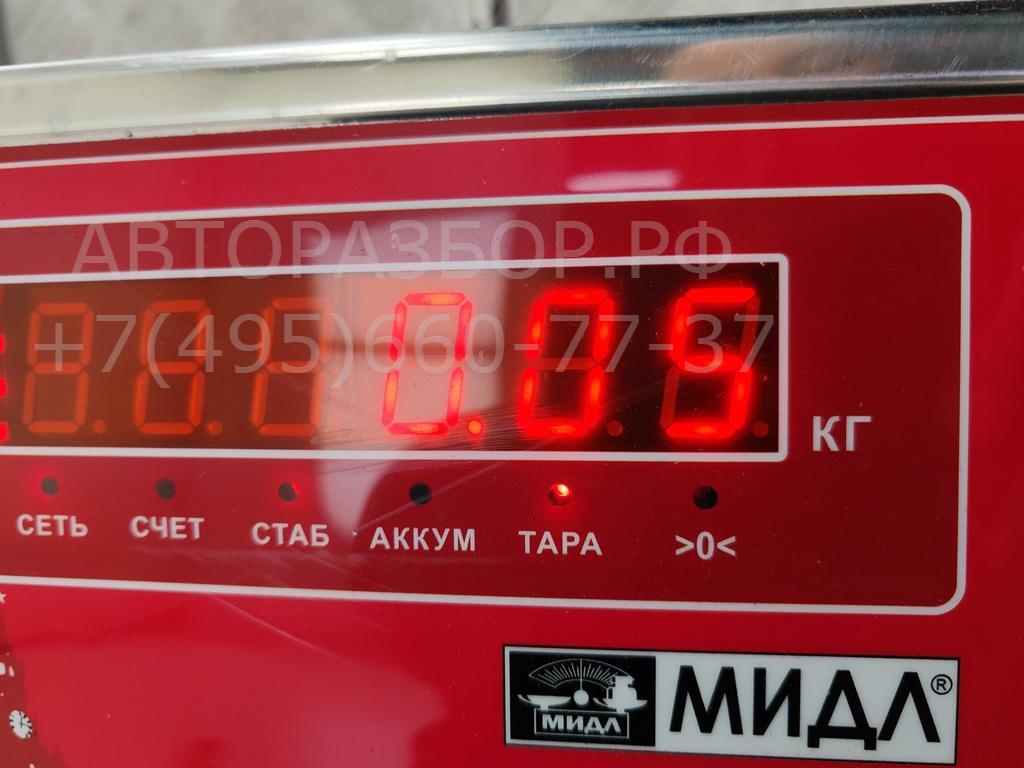 АВТОРАЗБОР.РФ
+7(495)660-77-37
0.05
КГ
СЕТЬ СЧЕТ СТАБ АККУМ ТАРА >0<
МИДЛ МИДЛ®